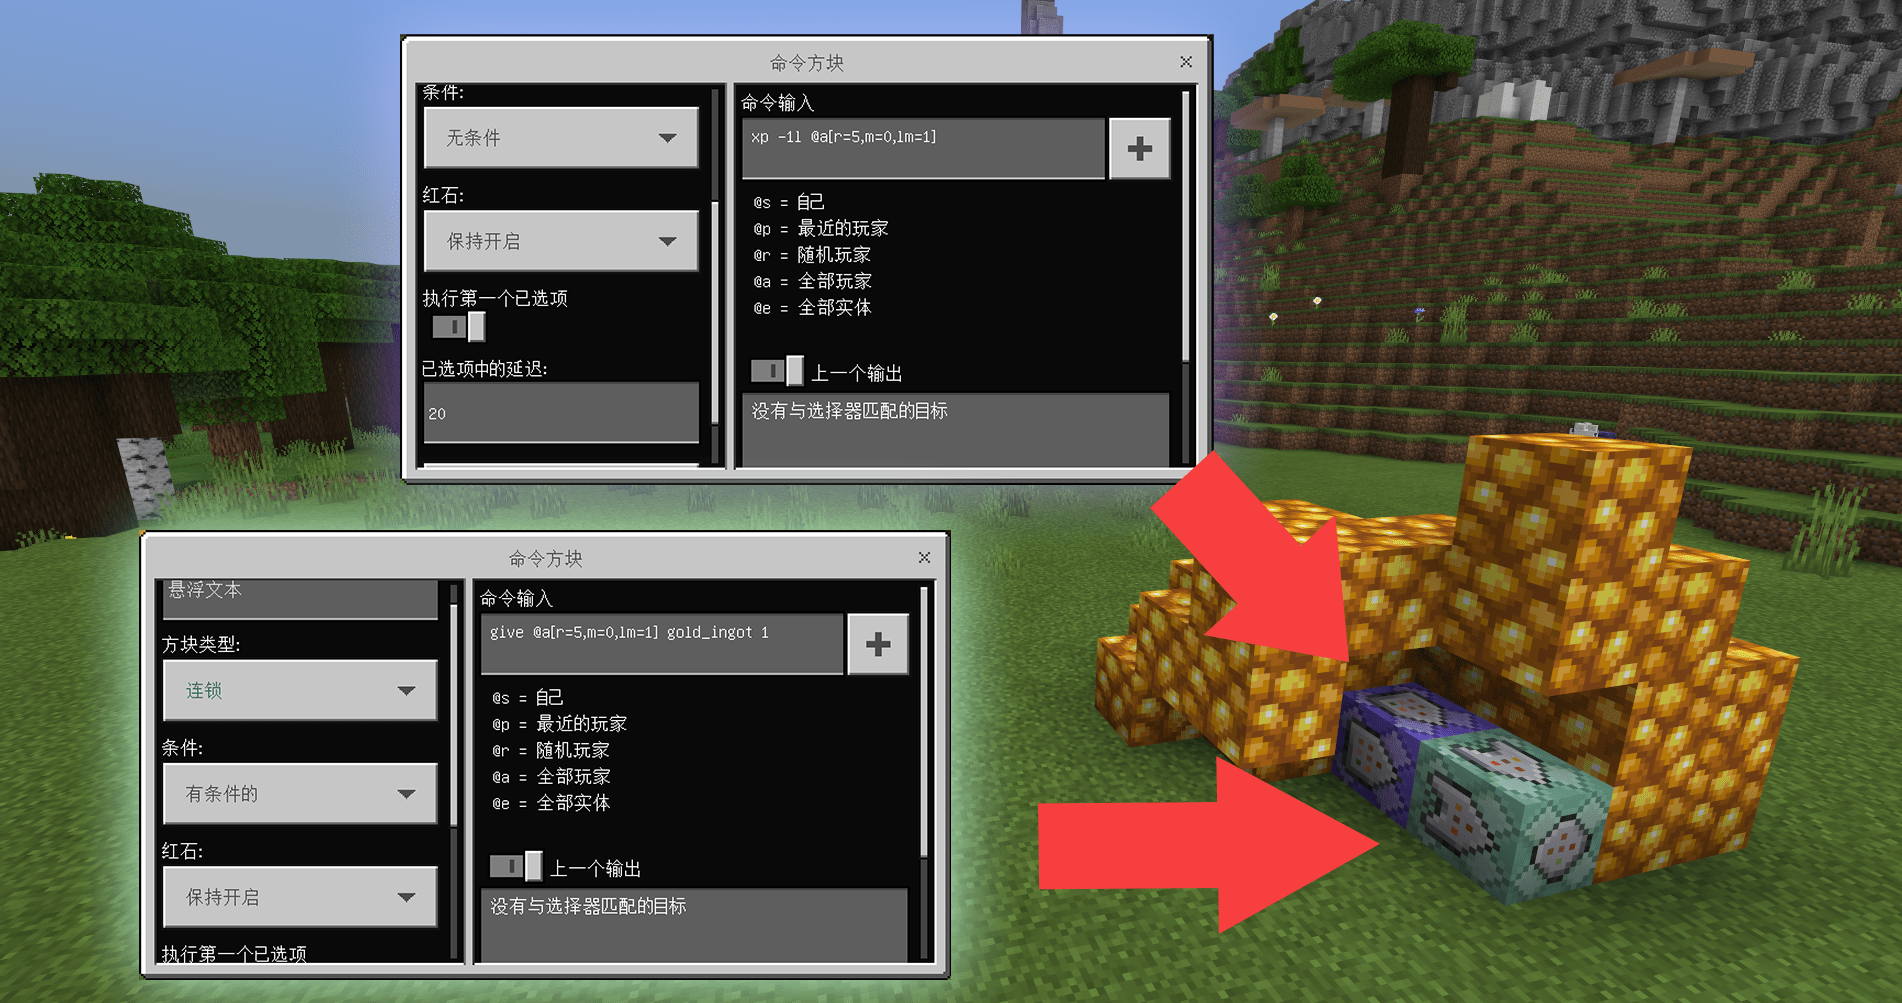 命令方块
条件:
无条件
红石:
保持开启
执行第一个已选项
已选项中的延迟:
20
命令输入
xp -1l @a[r=5,m=0,lm=1]
@s = 自己
@p = 最近的玩家
@r = 随机玩家
@a = 全部玩家
@e = 全部实体
上一个输出
没有与选择器匹配的目标
命令方块
悬浮文本
方块类型:
连锁
条件:
有条件的
红石:
保持开启
执行第一个已选项
命令输入
give @a[r=5,m=0,lm=1] gold_ingot 1
@s = 自己
@p = 最近的玩家
@r = 随机玩家
@a = 全部玩家
@e = 全部实体
上一个输出
没有与选择器匹配的目标